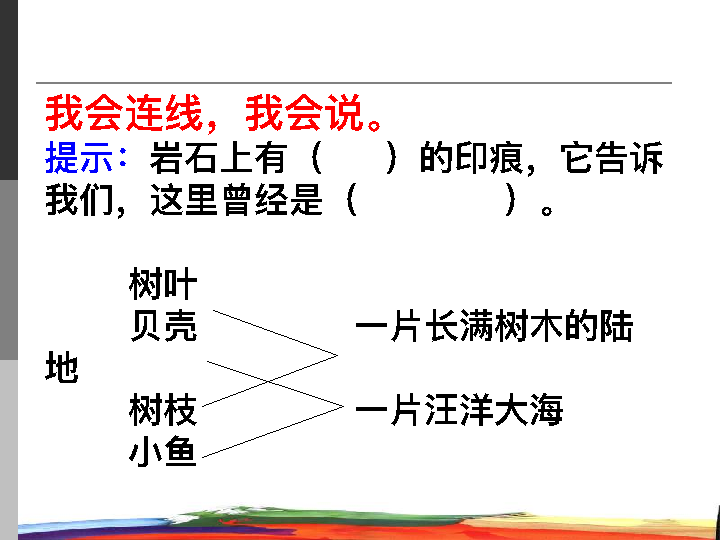 我会连线，我会说。
提示：岩石上有（　　）的印痕，它告诉
我们，这里曾经是（　　　　）。
树叶
贝壳　　　　一片长满树木的陆
地
树枝　　　　一片汪洋大海
小鱼